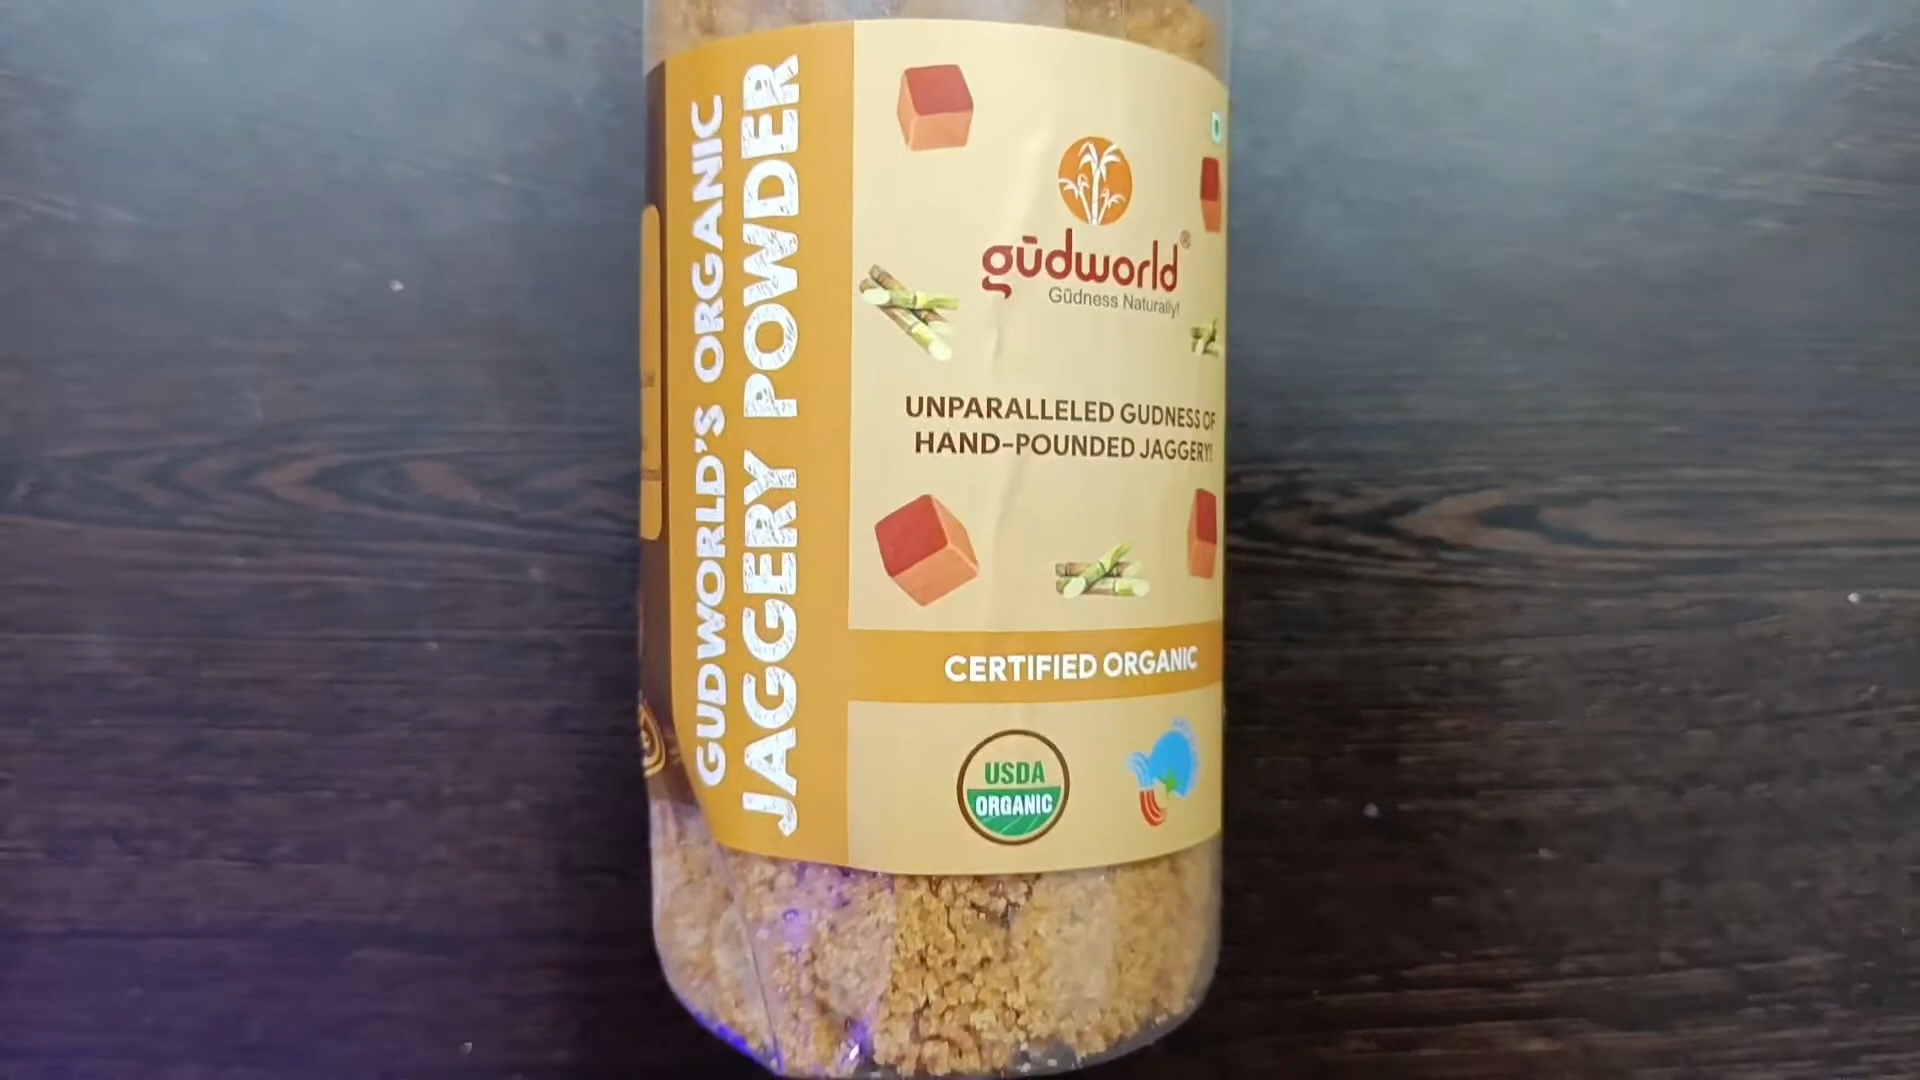 GUDWORLD'S ORGANIC
JAGGERY POWDER
gūdworld®
Gūdness Naturally!
UNPARALLELED GUDNESS OF
HAND-POUNDED JAGGERY!
CERTIFIED ORGANIC
USDA
ORGANIC